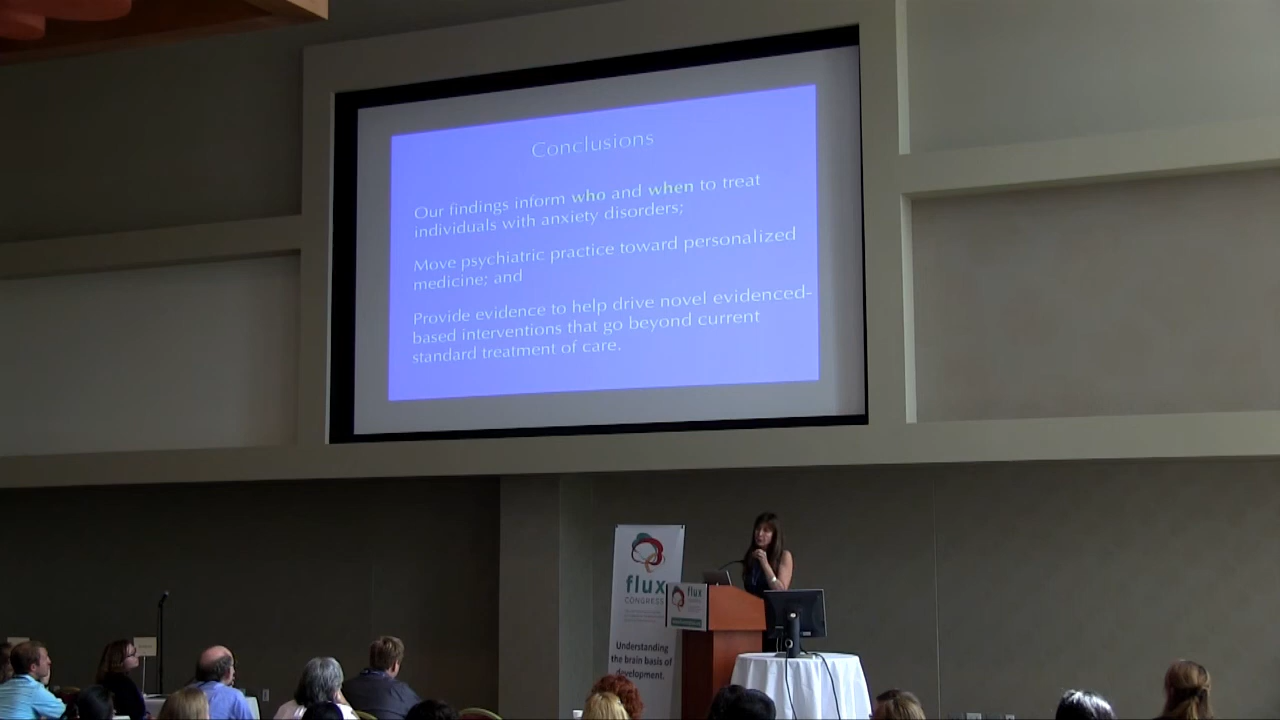 Conclusions
Our findings inform who and when to treat
individuals with anxiety disorders;
Move psychiatric practice toward personalized
medicine; and
Provide evidence to help drive novel evidenced-
based interventions that go beyond current
standard treatment of care.
flux
CONGRESS
Understanding
the brain basis of
development.
flux